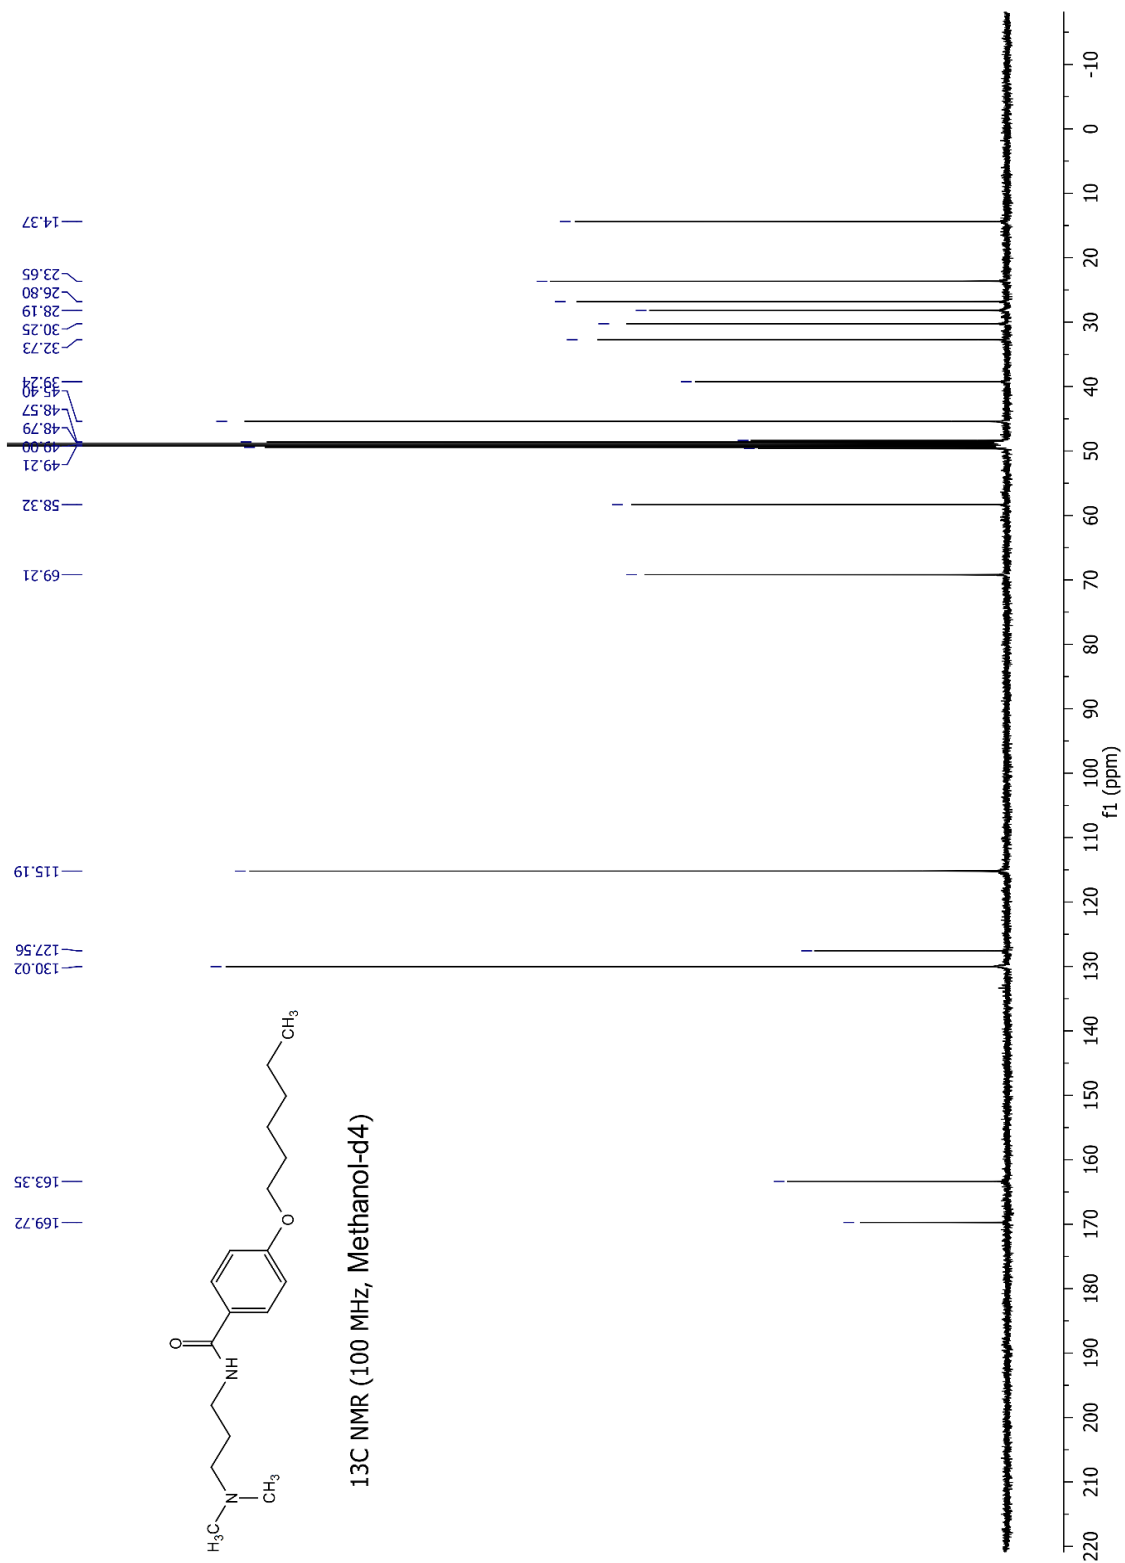 14.37
23.65
26.80
28.19
30.25
32.73
39.24
45.40
48.57
48.79
49.00
49.21
58.32
69.21
115.19
127.56
130.02
163.35
169.72
H3C
N
CH3
NH
O
O
CH3
13C NMR (100 MHz, Methanol-d4)
220 210 200 190 180 170 160 150 140 130 120 110 100 90 80 70 60 50 40 30 20 10 0 -10
f1 (ppm)